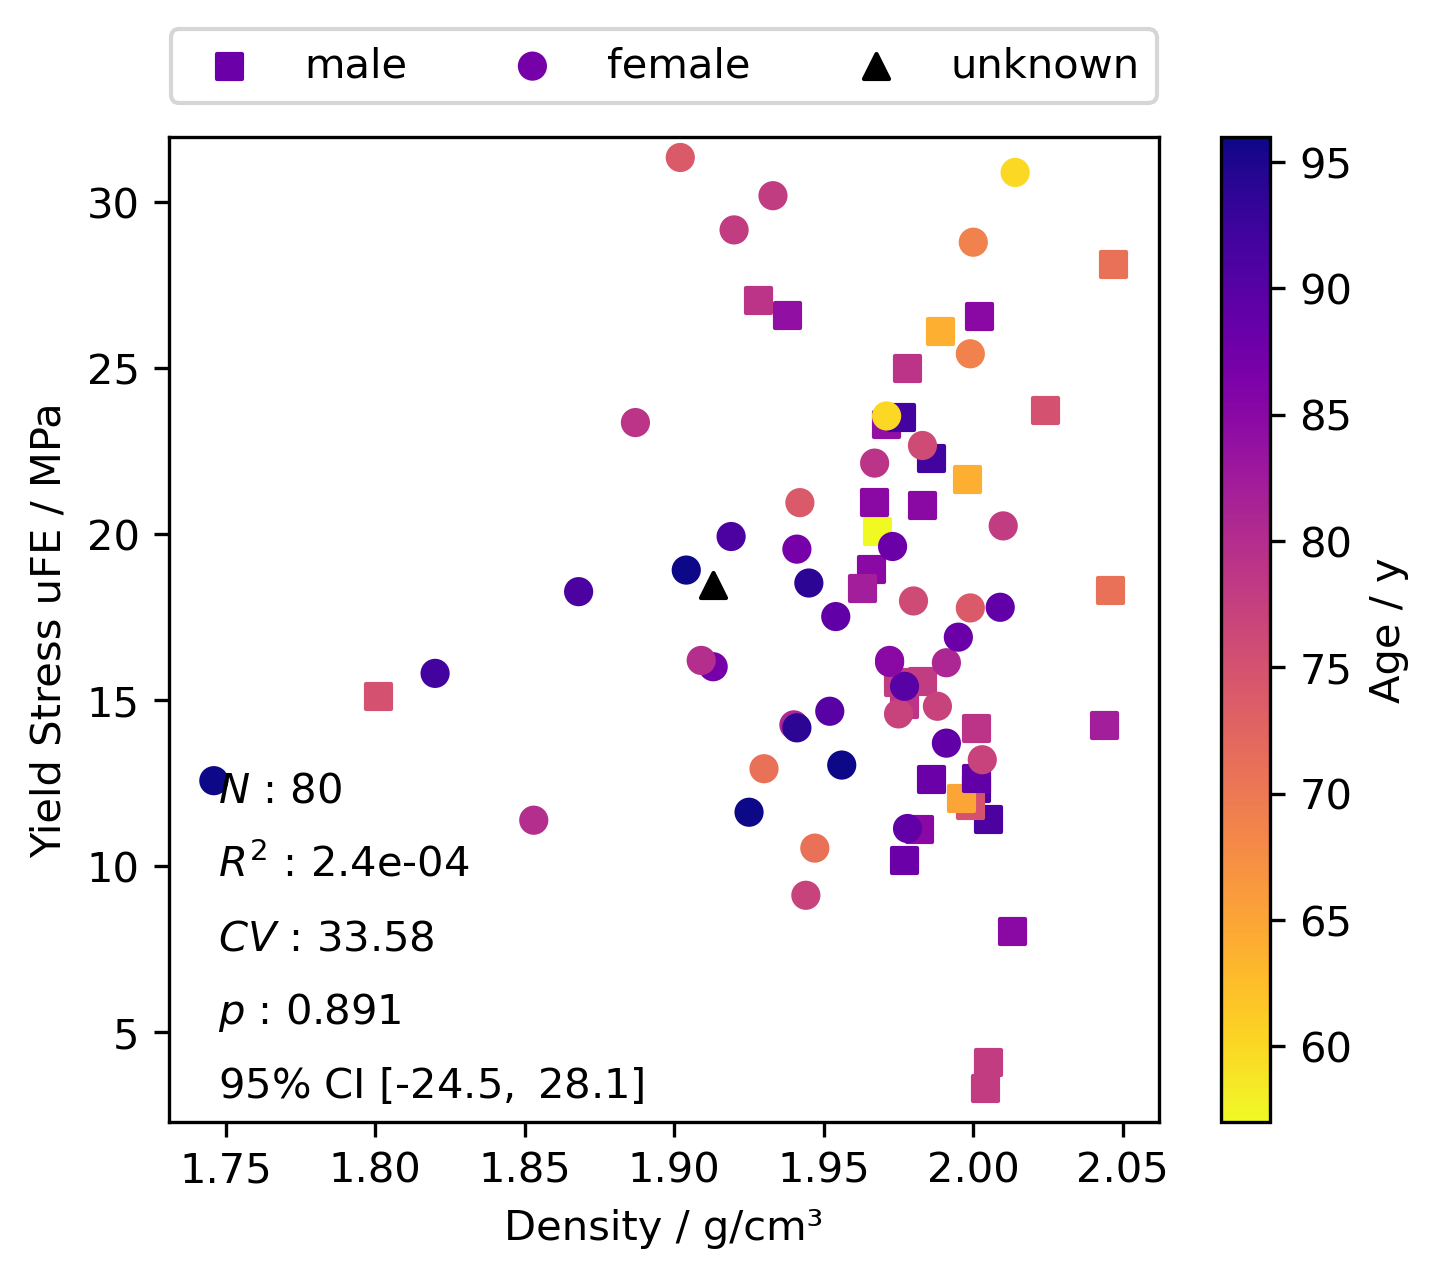 male female unknown
Yield Stress uFE / MPa
30
25
20
15
10
5
N : 80
R² : 2.4e-04
CV : 33.58
p : 0.891
95% CI [-24.5, 28.1]
1.75 1.80 1.85 1.90 1.95 2.00 2.05
Density / g/cm³
95
90
85
80
75
70
65
60
Age / y